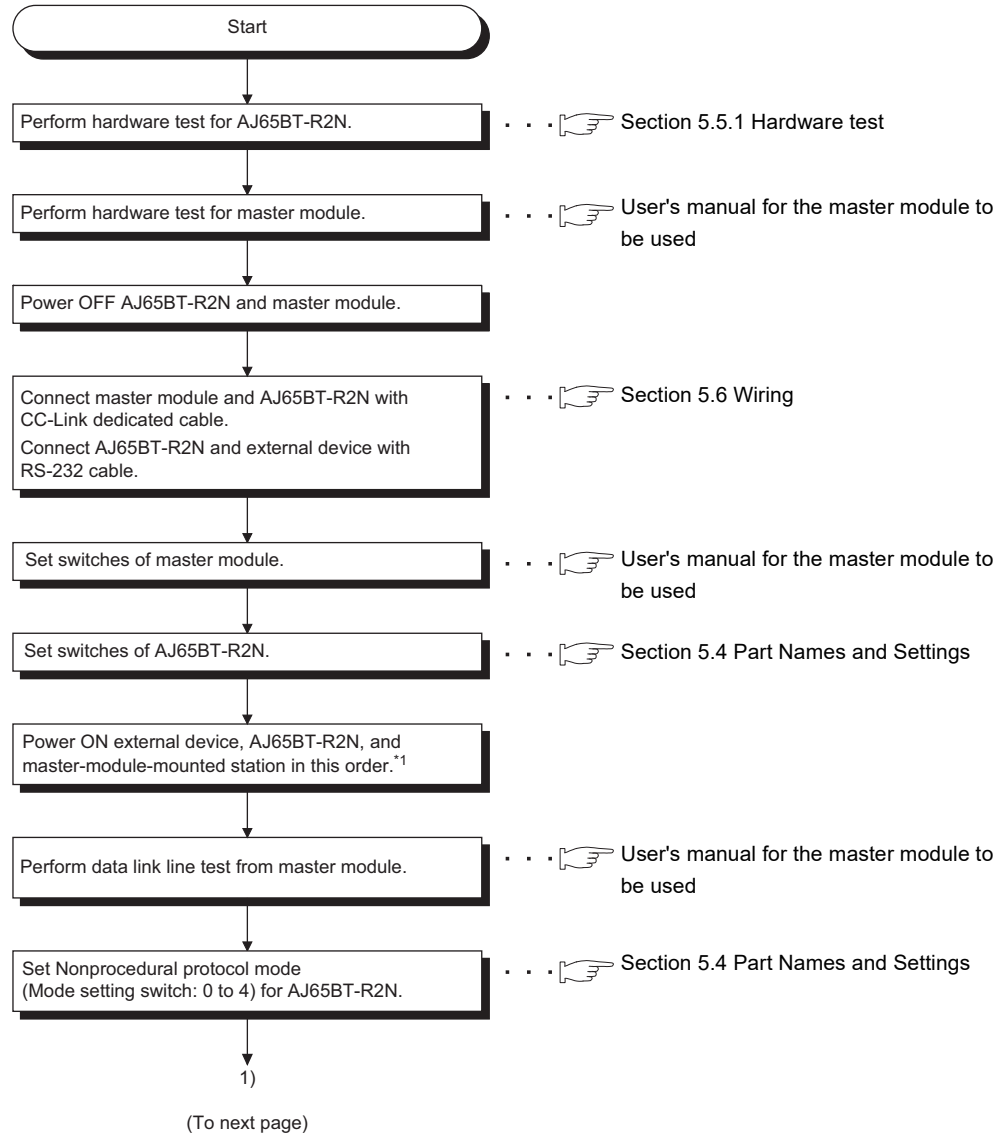 Start
Perform hardware test for AJ65BT-R2N.
Section 5.5.1 Hardware test
Perform hardware test for master module.
User's manual for the master module to
be used
Power OFF AJ65BT-R2N and master module.
Connect master module and AJ65BT-R2N with
CC-Link dedicated cable.
Connect AJ65BT-R2N and external device with
RS-232 cable.
Section 5.6 Wiring
Set switches of master module.
User's manual for the master module to
be used
Set switches of AJ65BT-R2N.
Section 5.4 Part Names and Settings
Power ON external device, AJ65BT-R2N, and
master-module-mounted station in this order.*1
Perform data link line test from master module.
User's manual for the master module to
be used
Set Nonprocedural protocol mode
(Mode setting switch: 0 to 4) for AJ65BT-R2N.
Section 5.4 Part Names and Settings
1)
(To next page)